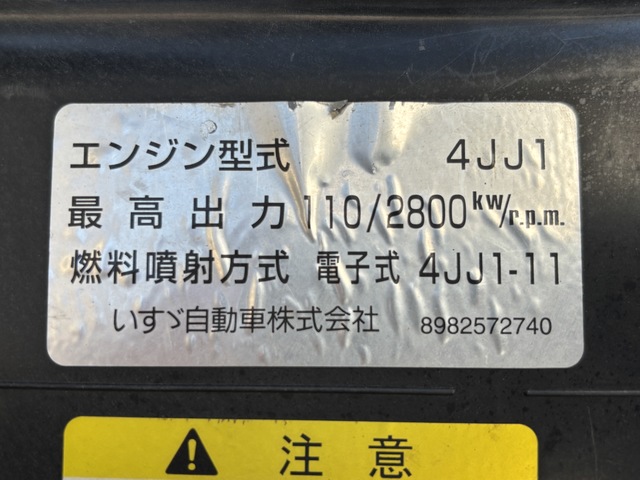 エンジン型式 4JJ1
最高出力 110/2800 kw/r.p.m.
燃料噴射方式 電子式 4JJ1-11
いすゞ自動車株式会社 8982572740
注意